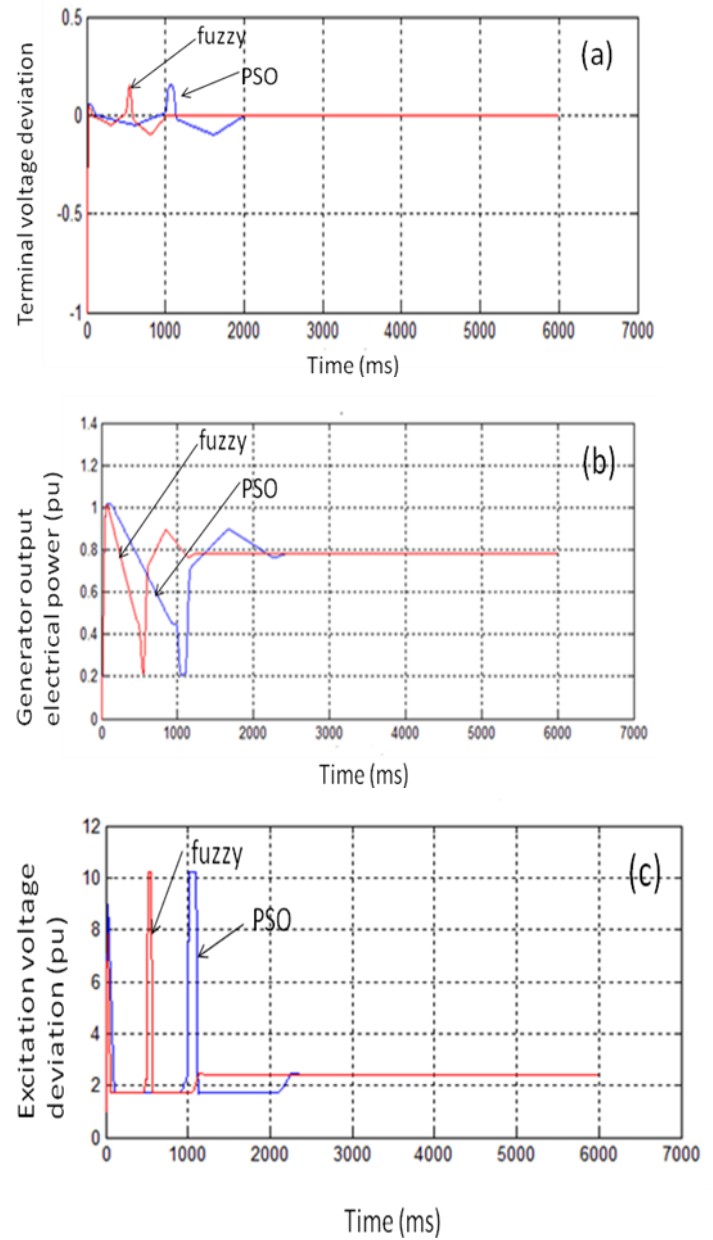 0.5
fuzzy
(a)
PSO
0
-0.5
-1
0 1000 2000 3000 4000 5000 6000 7000
Terminal voltage deviation
Time (ms)
1.4
fuzzy
(b)
1.2
PSO
1
0.8
0.6
0.4
0.2
0
0 1000 2000 3000 4000 5000 6000 7000
Generator output
electrical power (pu)
Time (ms)
12
fuzzy
(c)
10
PSO
8
6
4
2
0
0 1000 2000 3000 4000 5000 6000 7000
Excitation voltage
deviation (pu)
Time (ms)